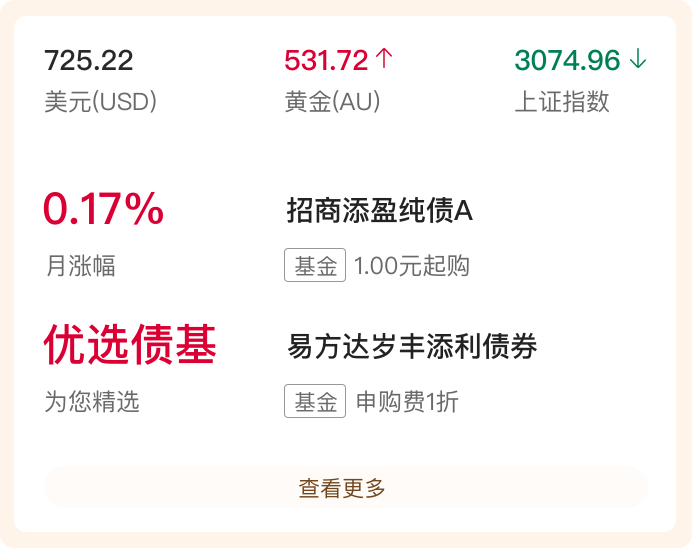 725.22 531.72↑ 3074.96↓
美元(USD) 黄金(AU) 上证指数
0.17% 招商添盈纯债A
月涨幅 基金 1.00元起购
优选债基 易方达岁丰添利债券
为您精选 基金 申购费1折
查看更多